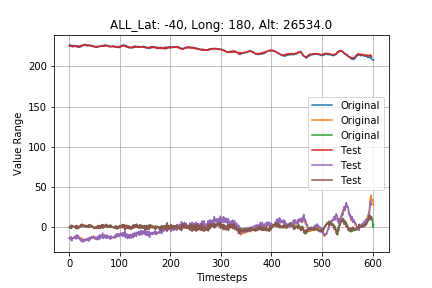 ALL_Lat: -40, Long: 180, Alt: 26534.0
Value Range
200
150
100
50
0
Original
Original
Original
Test
Test
Test
0 100 200 300 400 500 600
Timesteps